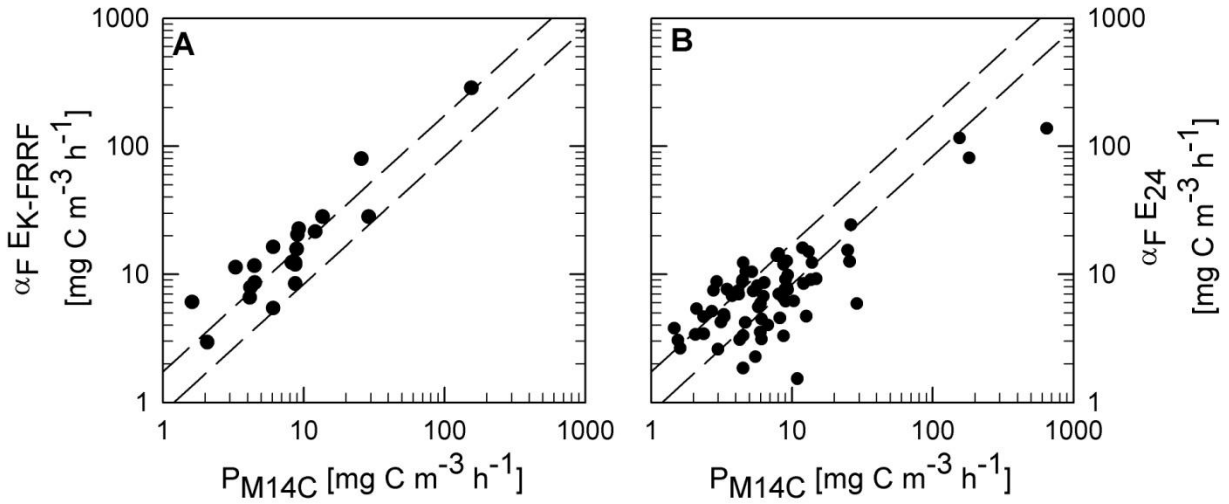 A
1000
100
10
1
α_F E_K-FRRF
[mg C m⁻³ h⁻¹]
1 10 100 1000
P_M14C [mg C m⁻³ h⁻¹]
B
1000
100
10
1
α_F E_24
[mg C m⁻³ h⁻¹]
1 10 100 1000
P_M14C [mg C m⁻³ h⁻¹]